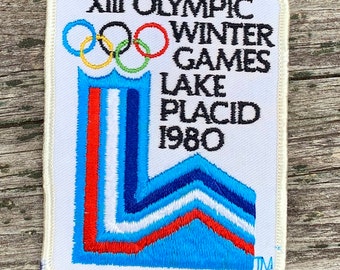 XIII OLYMPIC
WINTER
GAMES
LAKE
PLACID
1980
TM